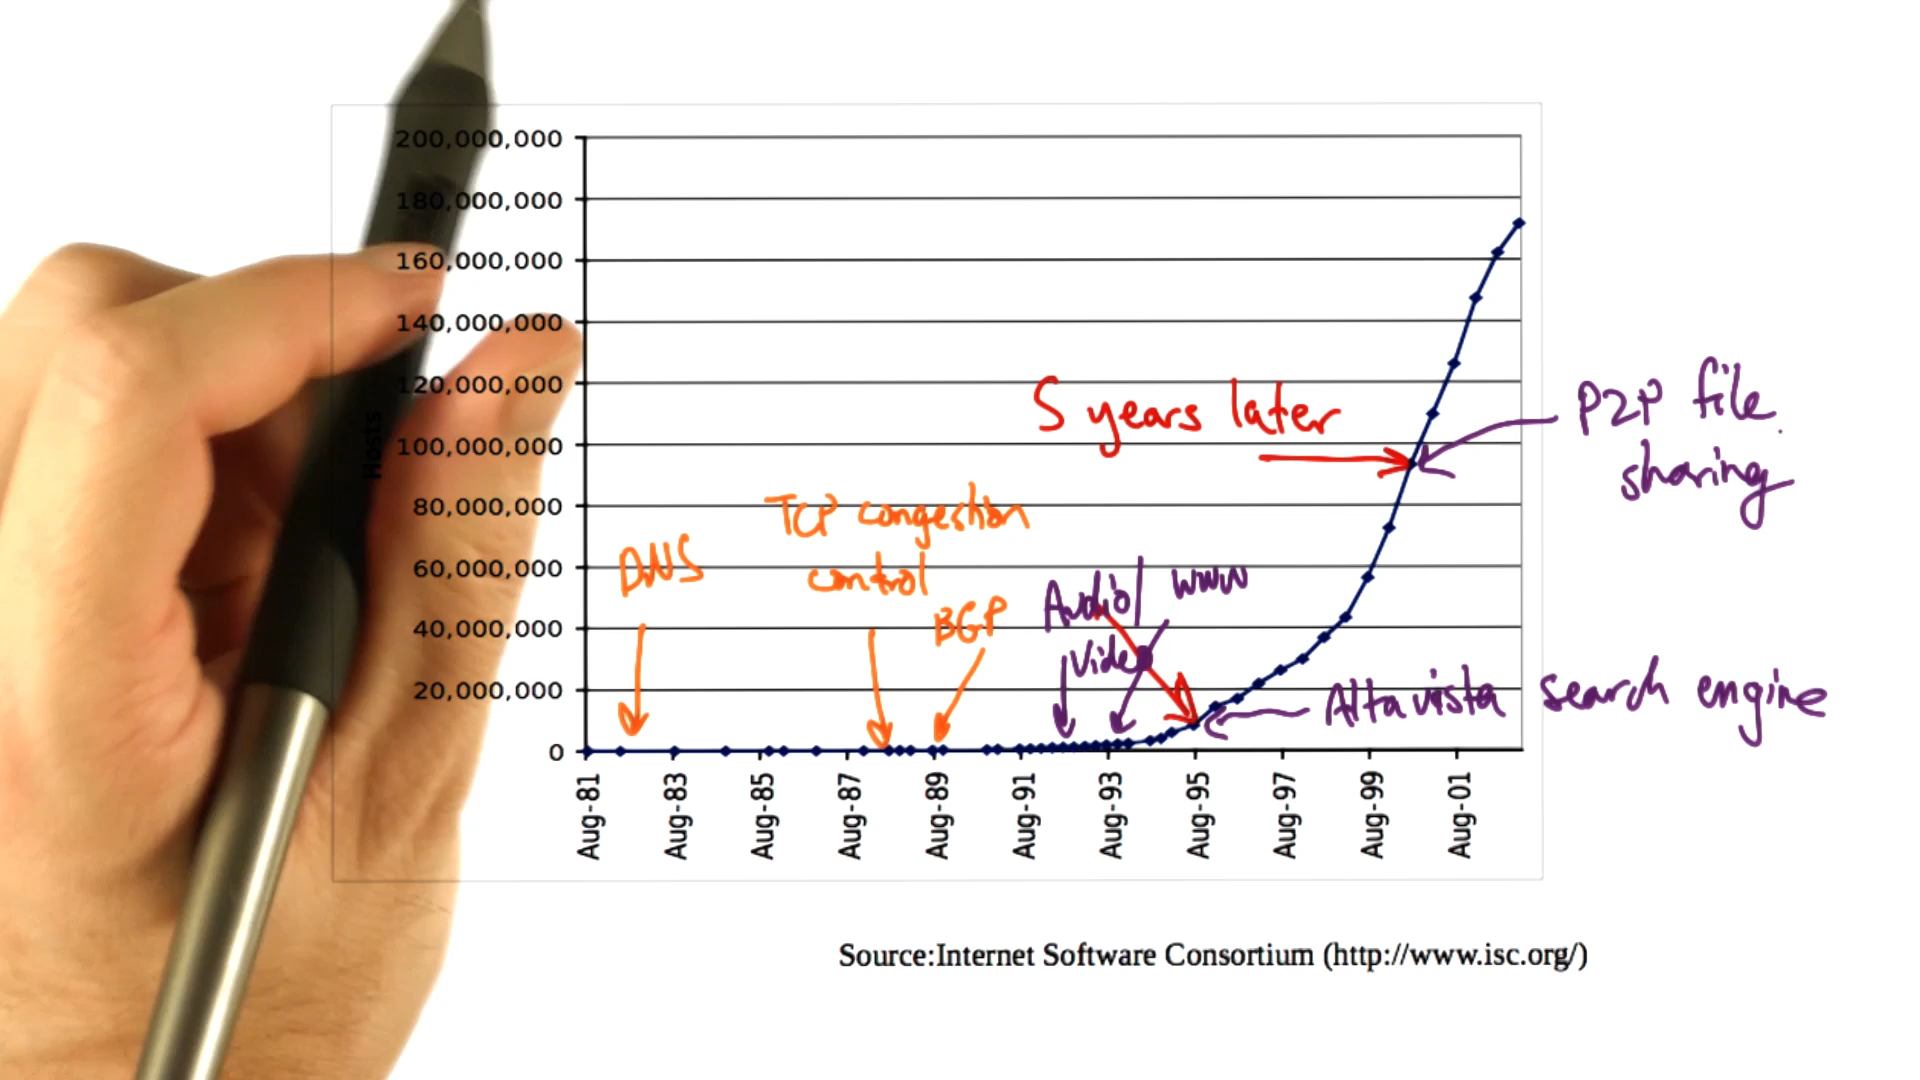 200,000,000
180,000,000
160,000,000
140,000,000
120,000,000
100,000,000
80,000,000
60,000,000
40,000,000
20,000,000
0
Hosts
5 years later
P2P file
sharing
TCP congestion
control
DNS
BGP
Audio/
Video
WWW
Altavista search engine
Aug-81
Aug-83
Aug-85
Aug-87
Aug-89
Aug-91
Aug-93
Aug-95
Aug-97
Aug-99
Aug-01
Source:Internet Software Consortium (http://www.isc.org/)